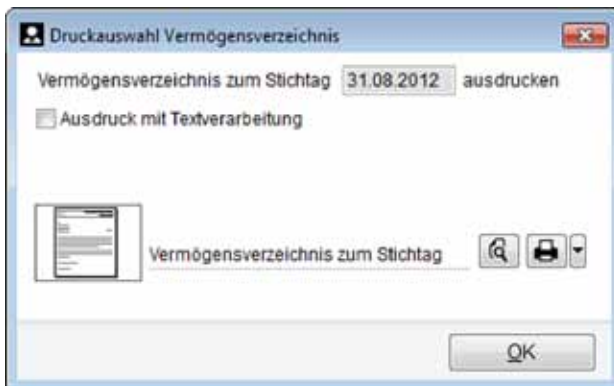 Druckauswahl Vermögensverzeichnis
Vermögensverzeichnis zum Stichtag 31.08.2012 ausdrucken
Ausdruck mit Textverarbeitung
Vermögensverzeichnis zum Stichtag
OK